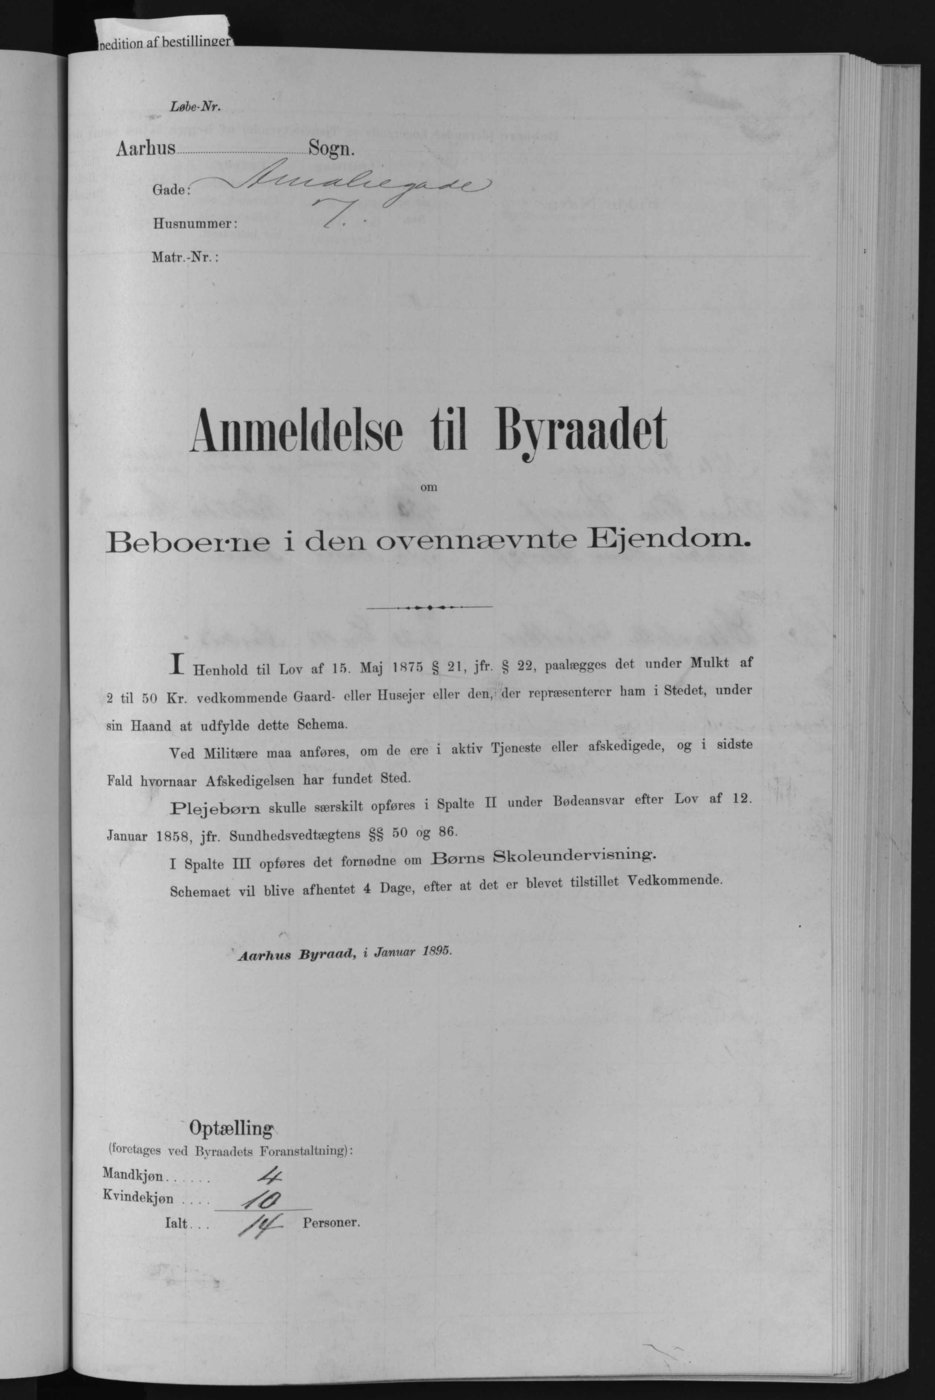 pedition af bestillinger
Løbe-Nr.
Aarhus Sogn.
Gade: Amaliegade
Husnummer: 7.
Matr.-Nr.:
Anmeldelse til Byraadet
om
Beboerne i den ovennævnte Ejendom.
I Henhold til Lov af 15. Maj 1875 § 21, jfr. § 22, paalægges det under Mulkt af
2 til 50 Kr. vedkommende Gaard- eller Husejer eller den, der repræsenterer ham i Stedet, under
sin Haand at udfylde dette Schema.
Ved Militære maa anføres, om de ere i aktiv Tjeneste eller afskedigede, og i sidste
Fald hvornaar Afskedigelsen har fundet Sted.
Plejebørn skulle særskilt opføres i Spalte II under Bødeansvar efter Lov af 12.
Januar 1858, jfr. Sundhedsvedtægtens §§ 50 og 86.
I Spalte III opføres det fornødne om Børns Skoleundervisning.
Schemaet vil blive afhentet 4 Dage, efter at det er blevet tilstillet Vedkommende.
Aarhus Byraad, i Januar 1895.
Optælling
(foretages ved Byraadets Foranstaltning):
Mandkjøn...... 4
Kvindekjøn .... 10
Ialt... 14 Personer.